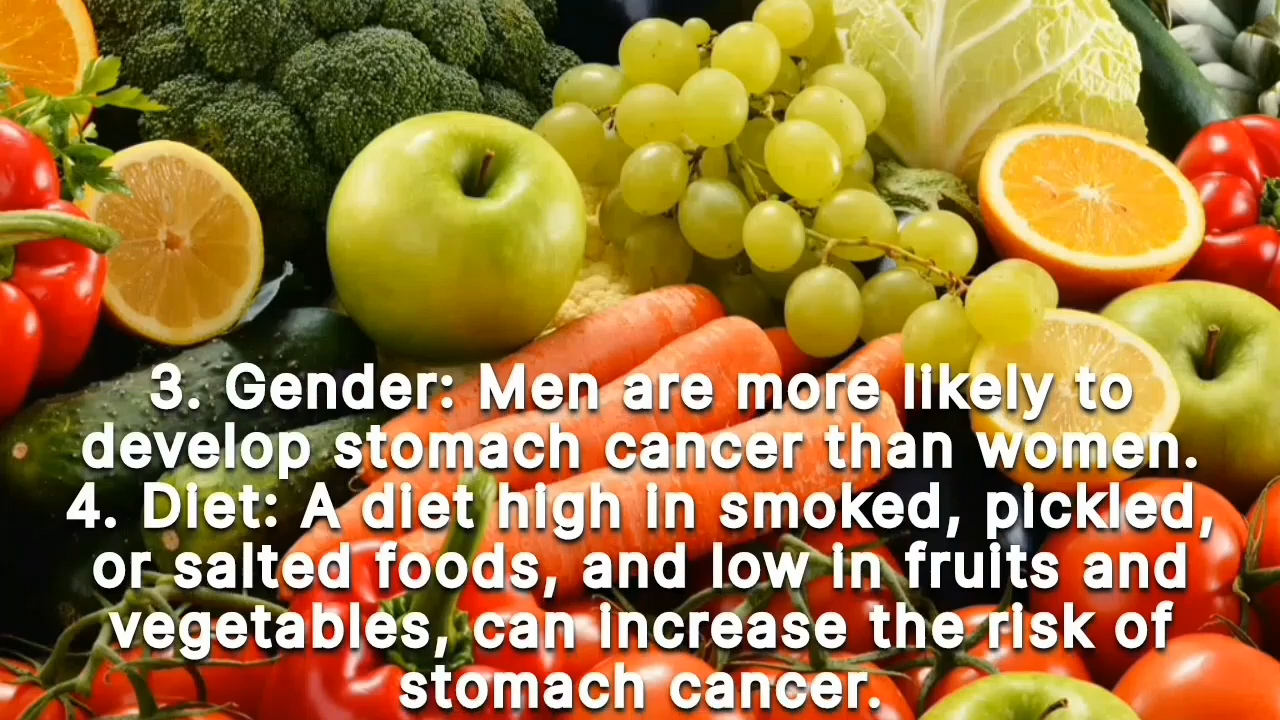 3. Gender: Men are more likely to
develop stomach cancer than women.
4. Diet: A diet high in smoked, pickled,
or salted foods, and low in fruits and
vegetables, can increase the risk of
stomach cancer.